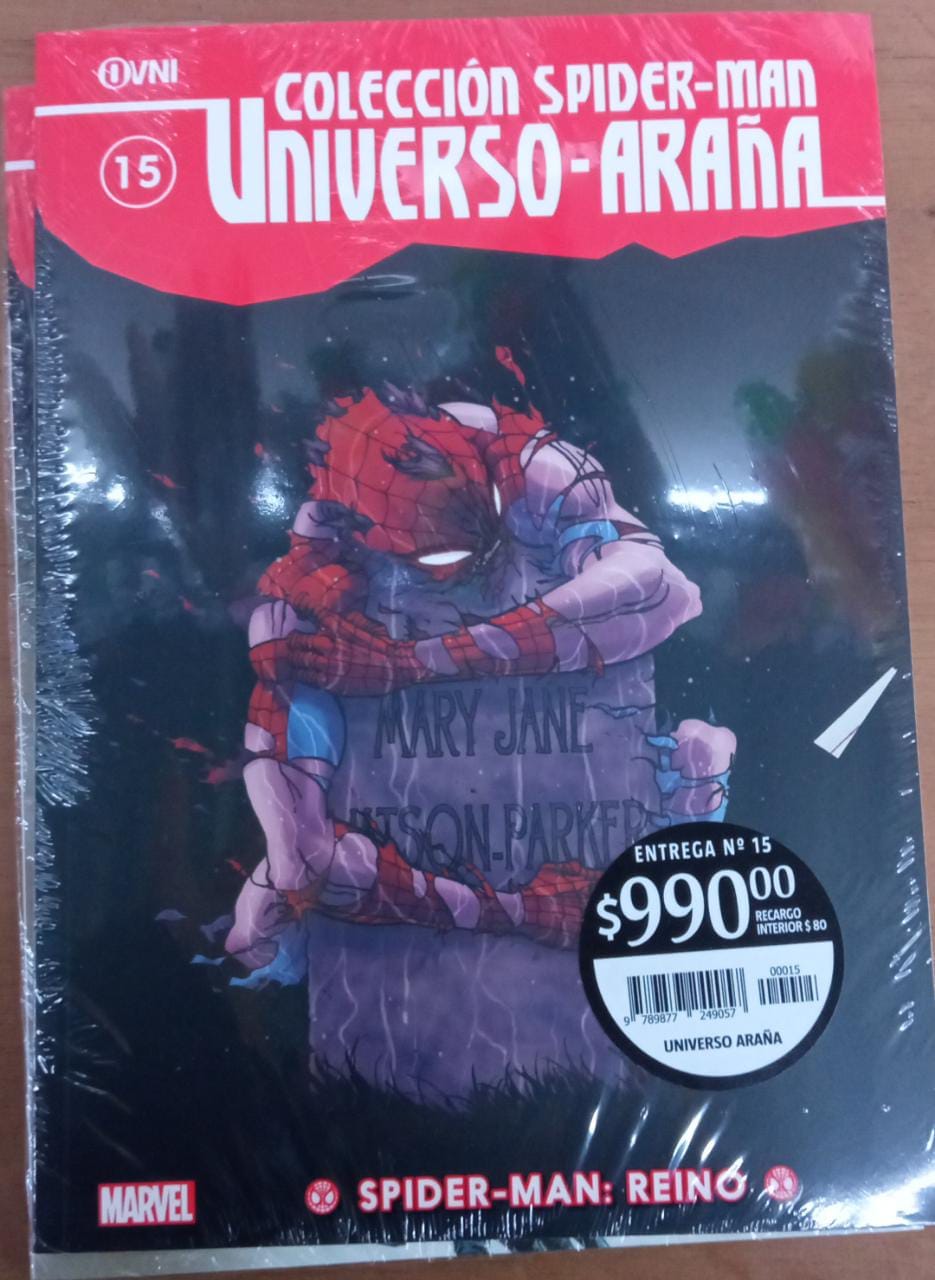 OVNI
COLECCIÓN SPIDER-MAN
15
UNIVERSO-ARAÑA
MARY JANE
PARKER
ENTREGA Nº 15
$99000
RECARGO
INTERIOR $ 80
00015
9 789877 249057
UNIVERSO ARAÑA
MARVEL
SPIDER-MAN: REINO